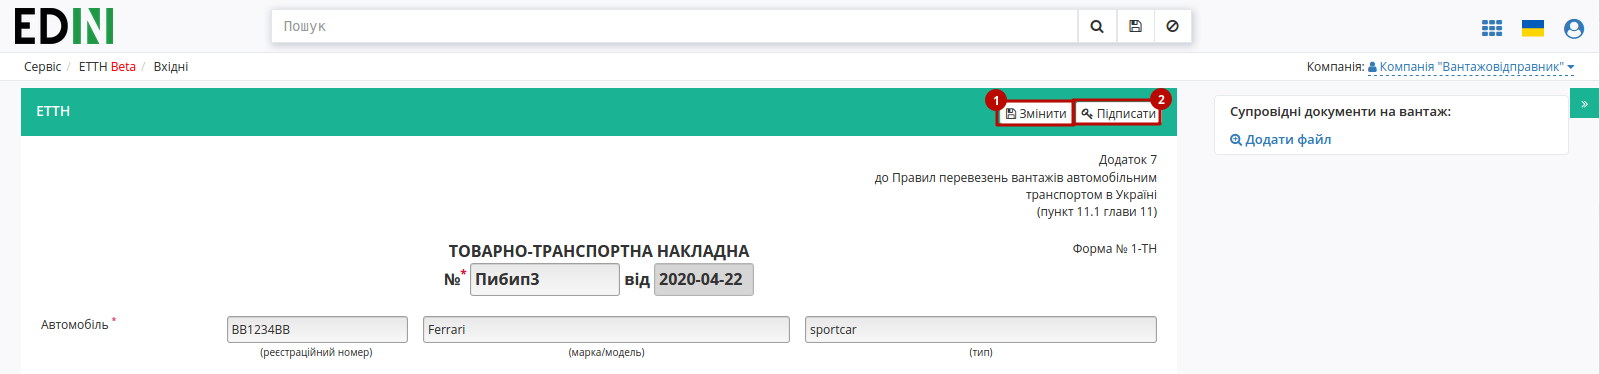 EDIN
Пошук
Сервіс / ЕТТН Beta / Вхідні
Компанія: Компанія "Вантажовідправник"
ЕТТН
1
Змінити
2
Підписати
»
Супровідні документи на вантаж:
Додати файл
Додаток 7
до Правил перевезень вантажів автомобільним
транспортом в Україні
(пункт 11.1 глави 11)
Форма № 1-ТН
ТОВАРНО-ТРАНСПОРТНА НАКЛАДНА
№* Пибип3 від 2020-04-22
Автомобіль *
BB1234BB
Ferrari
sportcar
(реєстраційний номер)
(марка/модель)
(тип)